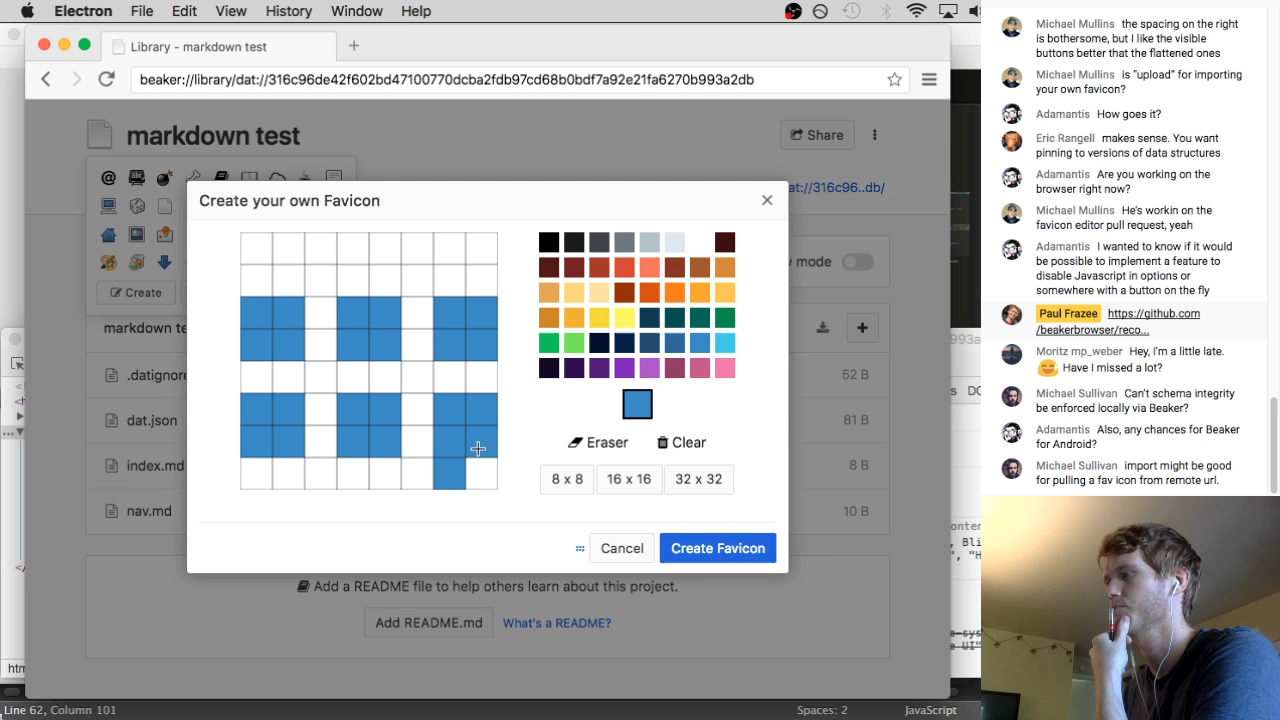 Electron File Edit View History Window Help
Library - markdown test
beaker://library/dat://316c96de42f602bd47100770dcba2fdb97cd68b0bdf7a92e21fa6270b993a2db
markdown test
Share
at://316c96..db/
Create your own Favicon
Create
y mode
markdown te
.datignore
52 B
dat.json
81 B
index.md
8 B
nav.md
10 B
Eraser Clear
8 x 8 16 x 16 32 x 32
Cancel Create Favicon
Add a README file to help others learn about this project.
Add README.md What's a README?
htm
Line 62, Column 101
Spaces: 2
JavaScript
Michael Mullins the spacing on the right
is bothersome, but I like the visible
buttons better that the flattened ones
Michael Mullins is “upload” for importing
your own favicon?
Adamantis How goes it?
Eric Rangell makes sense. You want
pinning to versions of data structures
Adamantis Are you working on the
browser right now?
Michael Mullins He's workin on the
favicon editor pull request, yeah
Adamantis I wanted to know if it would
be possible to implement a feature to
disable Javascript in options or
somewhere with a button on the fly
Paul Frazee https://github.com
/beakerbrowser/reco...
Moritz mp_weber Hey, I'm a little late.
Have I missed a lot?
Michael Sullivan Can't schema integrity
be enforced locally via Beaker?
Adamantis Also, any chances for Beaker
for Android?
Michael Sullivan import might be good
for pulling a fav icon from remote url.